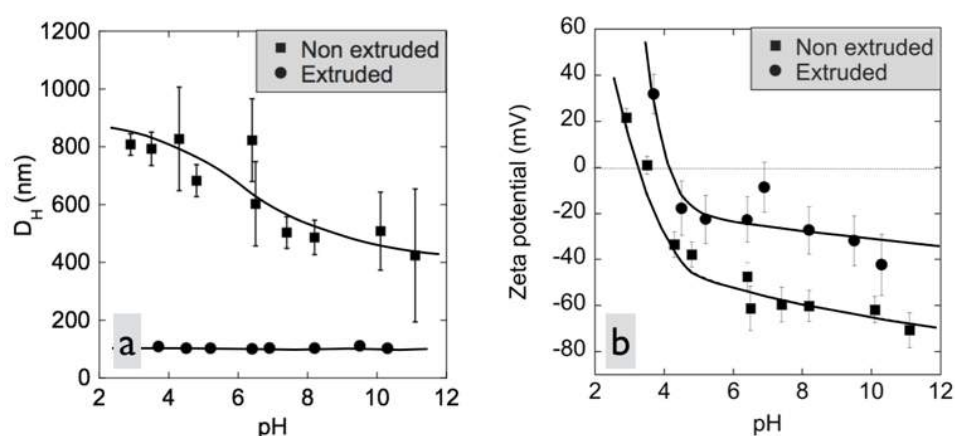 Non extruded
Extruded
1200
1000
800
600
400
200
0
D_H (nm)
a
2 4 6 8 10 12
pH
Non extruded
Extruded
60
40
20
0
-20
-40
-60
-80
Zeta potential (mV)
b
2 4 6 8 10 12
pH